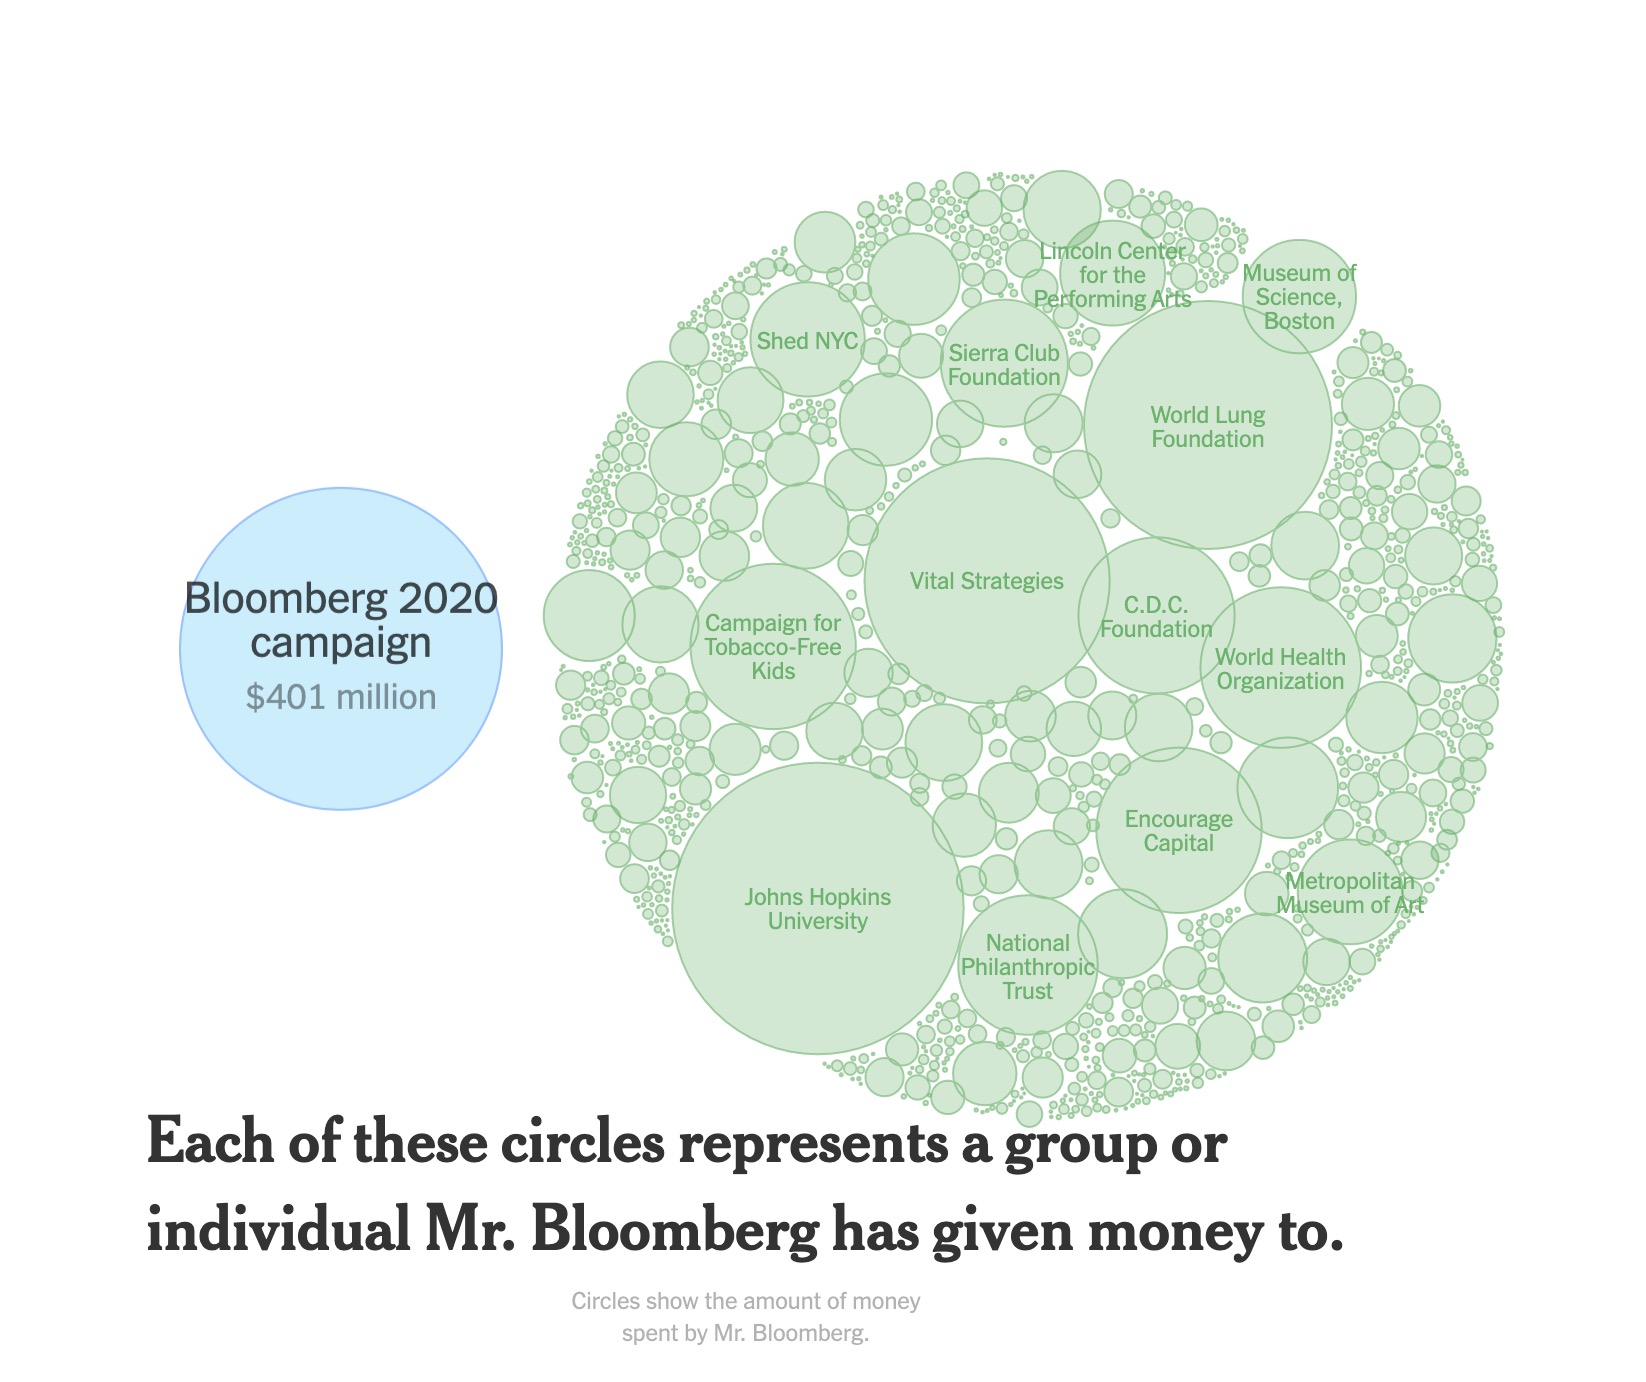 Lincoln Center
for the
Performing Arts
Museum of
Science,
Boston
Shed NYC
Sierra Club
Foundation
World Lung
Foundation
Bloomberg 2020
campaign
$401 million
Vital Strategies
C.D.C.
Foundation
Campaign for
Tobacco-Free
Kids
World Health
Organization
Encourage
Capital
Johns Hopkins
University
Metropolitan
Museum of Art
National
Philanthropic
Trust
Each of these circles represents a group or
individual Mr. Bloomberg has given money to.
Circles show the amount of money
spent by Mr. Bloomberg.